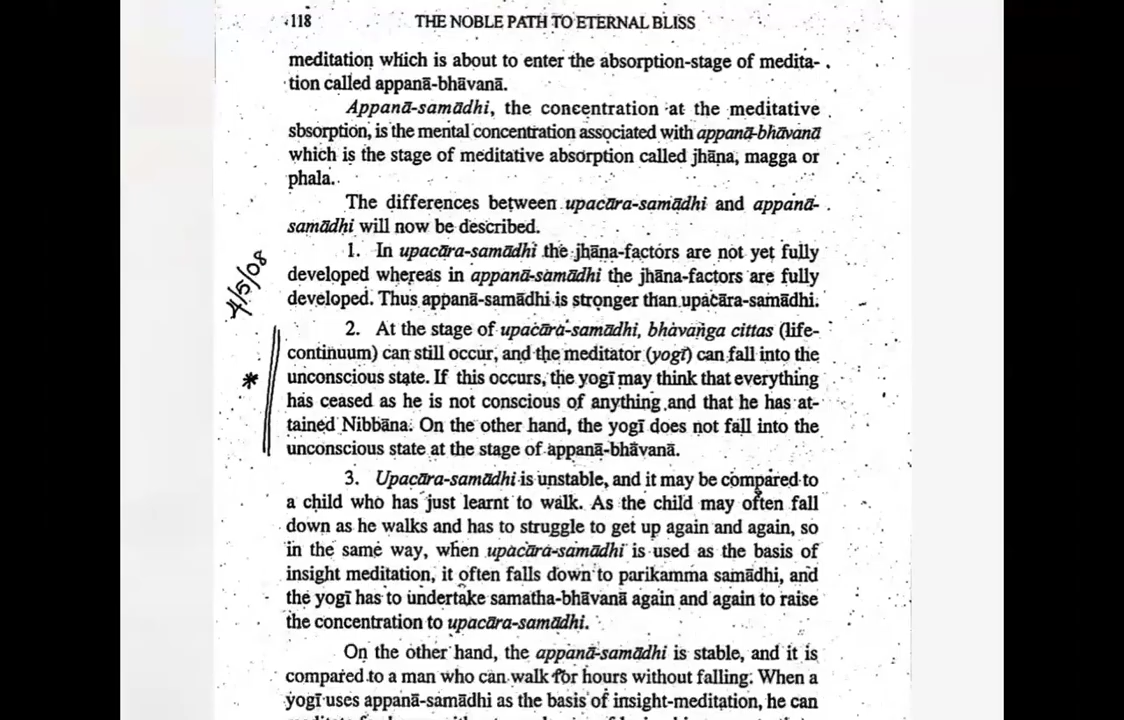 118 THE NOBLE PATH TO ETERNAL BLISS
meditation which is about to enter the absorption-stage of medita-
tion called appanā-bhāvanā.
Appanā-samādhi, the concentration at the meditative
sbsorption, is the mental concentration associated with appanā-bhāvanā
which is the stage of meditative absorption called jhāna, magga or
phala.
The differences between upacāra-samādhi and appanā-
samādhi will now be described.
1. In upacāra-samādhi the jhāna-factors are not yet fully
developed whereas in appanā-samādhi the jhāna-factors are fully
developed. Thus appanā-samādhi is stronger than upacāra-samādhi.
4/5/08
2. At the stage of upacāra-samādhi, bhavaṅga cittas (life-
continuum) can still occur, and the meditator (yogī) can fall into the
* unconscious state. If this occurs, the yogī may think that everything
has ceased as he is not conscious of anything and that he has at-
tained Nibbāna. On the other hand, the yogī does not fall into the
unconscious state at the stage of appanā-bhāvanā.
3. Upacāra-samādhi is unstable, and it may be compared to
a child who has just learnt to walk. As the child may often fall
down as he walks and has to struggle to get up again and again, so
in the same way, when upacāra-samādhi is used as the basis of
insight meditation, it often falls down to parikamma samādhi, and
the yogī has to undertake samatha-bhāvanā again and again to raise
the concentration to upacāra-samādhi.
On the other hand, the appanā-samādhi is stable, and it is
compared to a man who can walk for hours without falling. When a
yogī uses appanā-samādhi as the basis of insight-meditation, he can